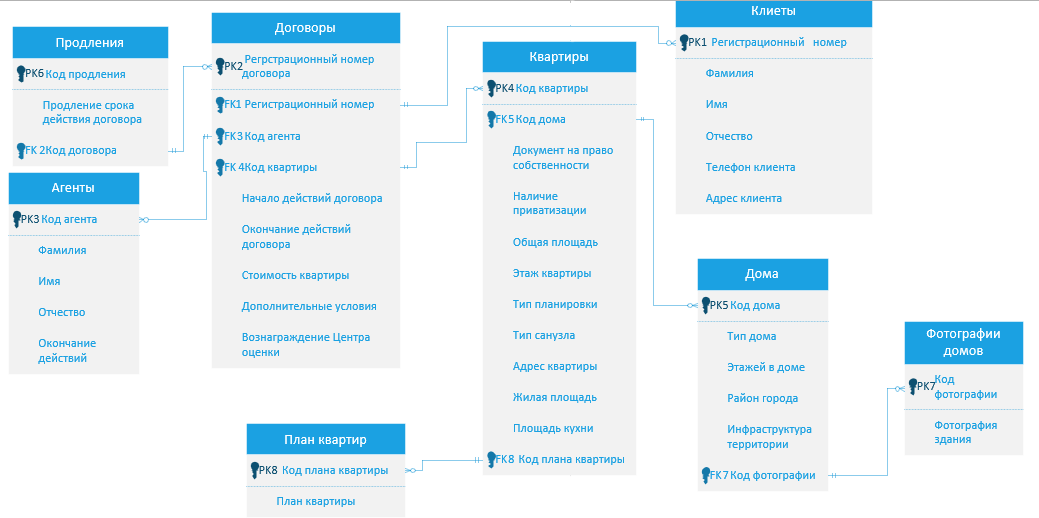 Продления
PK6 Код продления
Продление срока
действия договора
FK 2Код договора
Агенты
PK3 Код агента
Фамилия
Имя
Отчество
Окончание
действий
Договоры
PK2 Регрстрационный номер
договора
FK1 Регистрационный номер
FK3 Код агента
FK 4Код квартиры
Начало действий договора
Окончание действий
договора
Стоимость квартиры
Дополнительные условия
Вознаграждение Центра
оценки
План квартир
PK8 Код плана квартиры
План квартиры
Квартиры
PK4 Код квартиры
FK5 Код дома
Документ на право
собственности
Наличие
приватизации
Общая площадь
Этаж квартиры
Тип планировки
Тип санузла
Адрес квартиры
Жилая площадь
Площадь кухни
FK8 Код плана квартиры
Клиеты
PK1 Регистрационный номер
Фамилия
Имя
Отчество
Телефон клиента
Адрес клиента
Дома
PK5 Код дома
Тип дома
Этажей в доме
Район города
Инфраструктура
территории
FK7 Код фотографии
Фотографии
домов
PK7 Код
фотографии
Фотография
здания